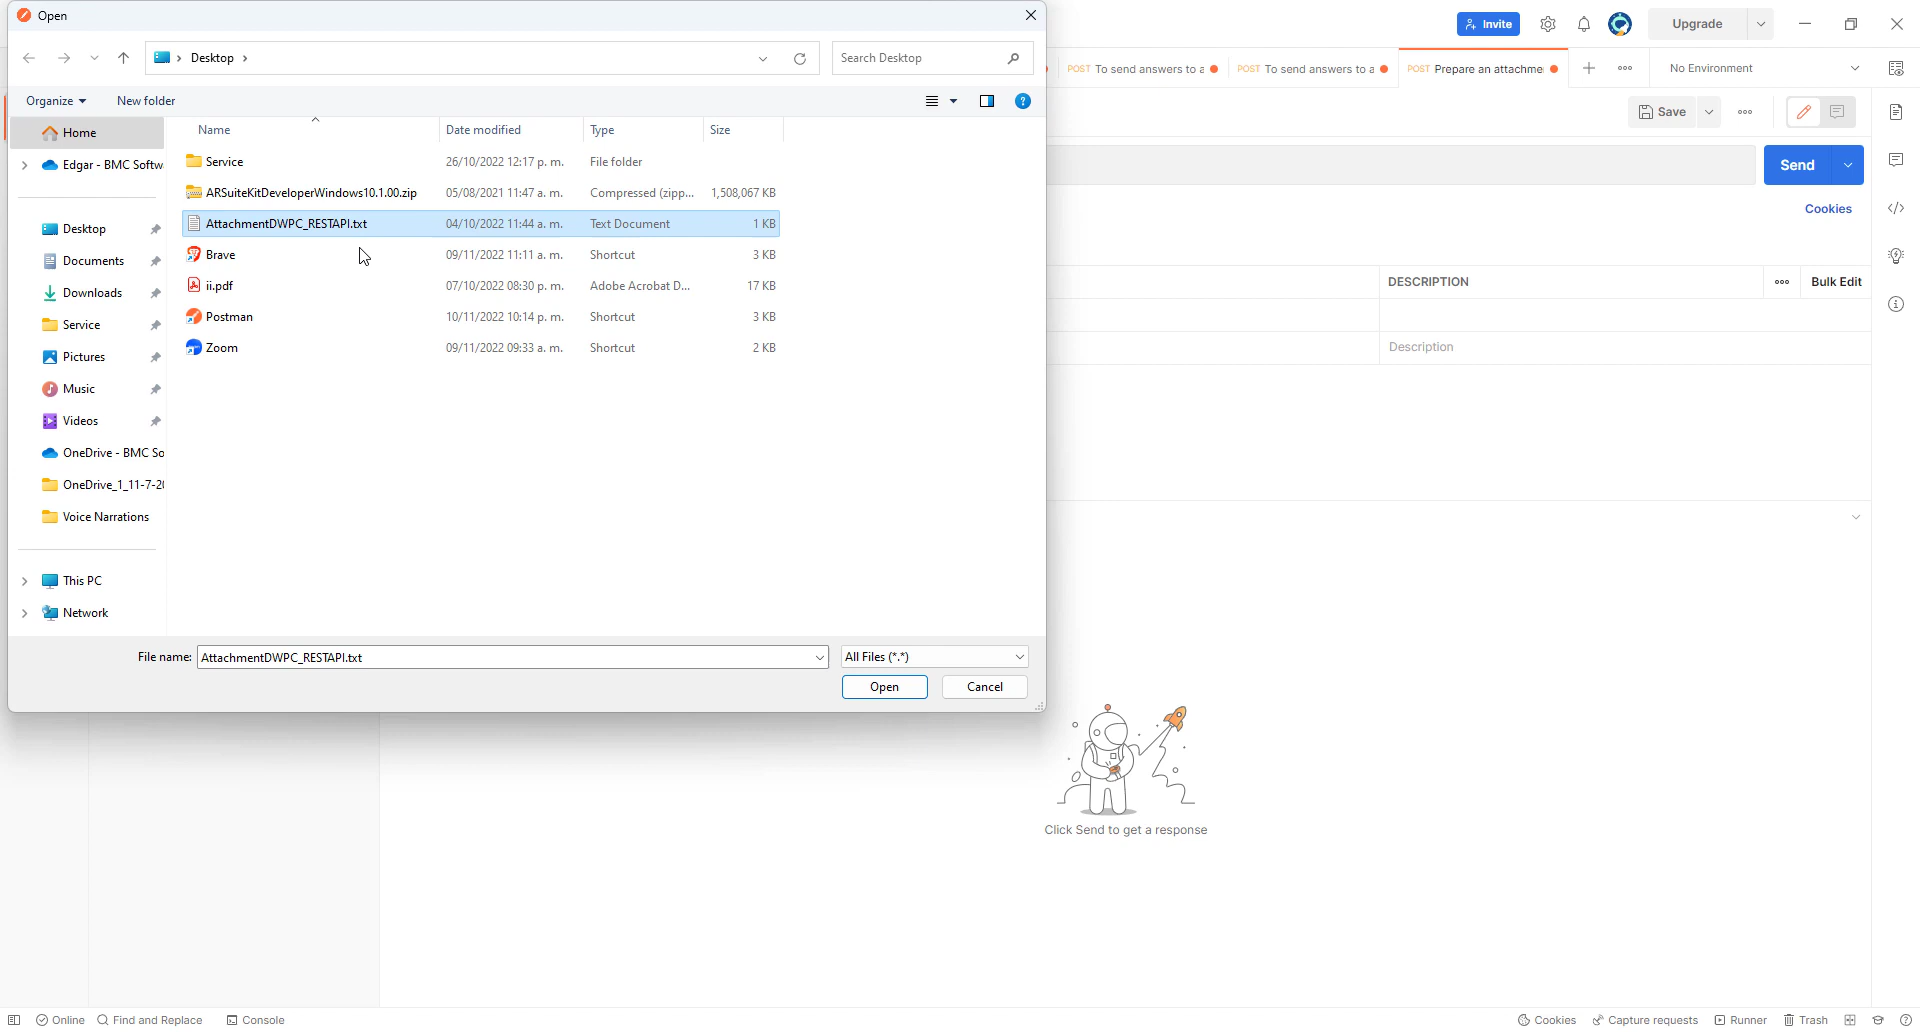 Open
Invite
Upgrade
Desktop
Search Desktop
POST To send answers to a
POST To send answers to a
POST Prepare an attachme
No Environment
Organize
New folder
Save
Home
Name
Date modified
Type
Size
Edgar - BMC Softw
Service 26/10/2022 12:17 p. m. File folder
Send
ARSuiteKitDeveloperWindows10.1.00.zip 05/08/2021 11:47 a. m. Compressed (zipp... 1,508,067 KB
Cookies
Desktop
AttachmentDWPC_RESTAPI.txt 04/10/2022 11:44 a. m. Text Document 1 KB
Documents
Brave 09/11/2022 11:11 a. m. Shortcut 3 KB
Downloads
ii.pdf 07/10/2022 08:30 p. m. Adobe Acrobat D... 17 KB
DESCRIPTION
Bulk Edit
Service
Postman 10/11/2022 10:14 p. m. Shortcut 3 KB
Pictures
Zoom 09/11/2022 09:33 a. m. Shortcut 2 KB
Description
Music
Videos
OneDrive - BMC So
OneDrive_1_11-7-20
Voice Narrations
This PC
Network
File name: AttachmentDWPC_RESTAPI.txt
All Files (*.*)
Open
Cancel
Click Send to get a response
Online
Find and Replace
Console
Cookies
Capture requests
Runner
Trash